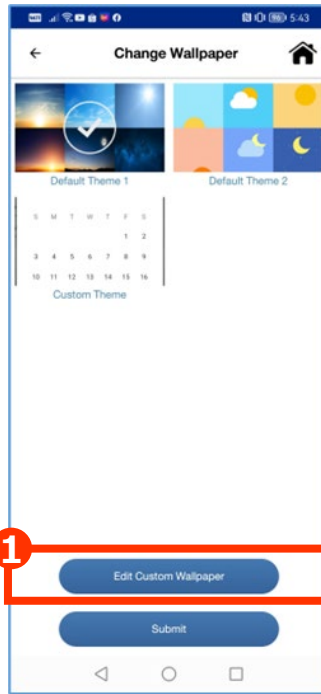 5:43
Change Wallpaper
Default Theme 1
Default Theme 2
S M T W T F S
1 2
3 4 5 6 7 8 9
10 11 12 13 14 15 16
Custom Theme
1
Edit Custom Wallpaper
Submit